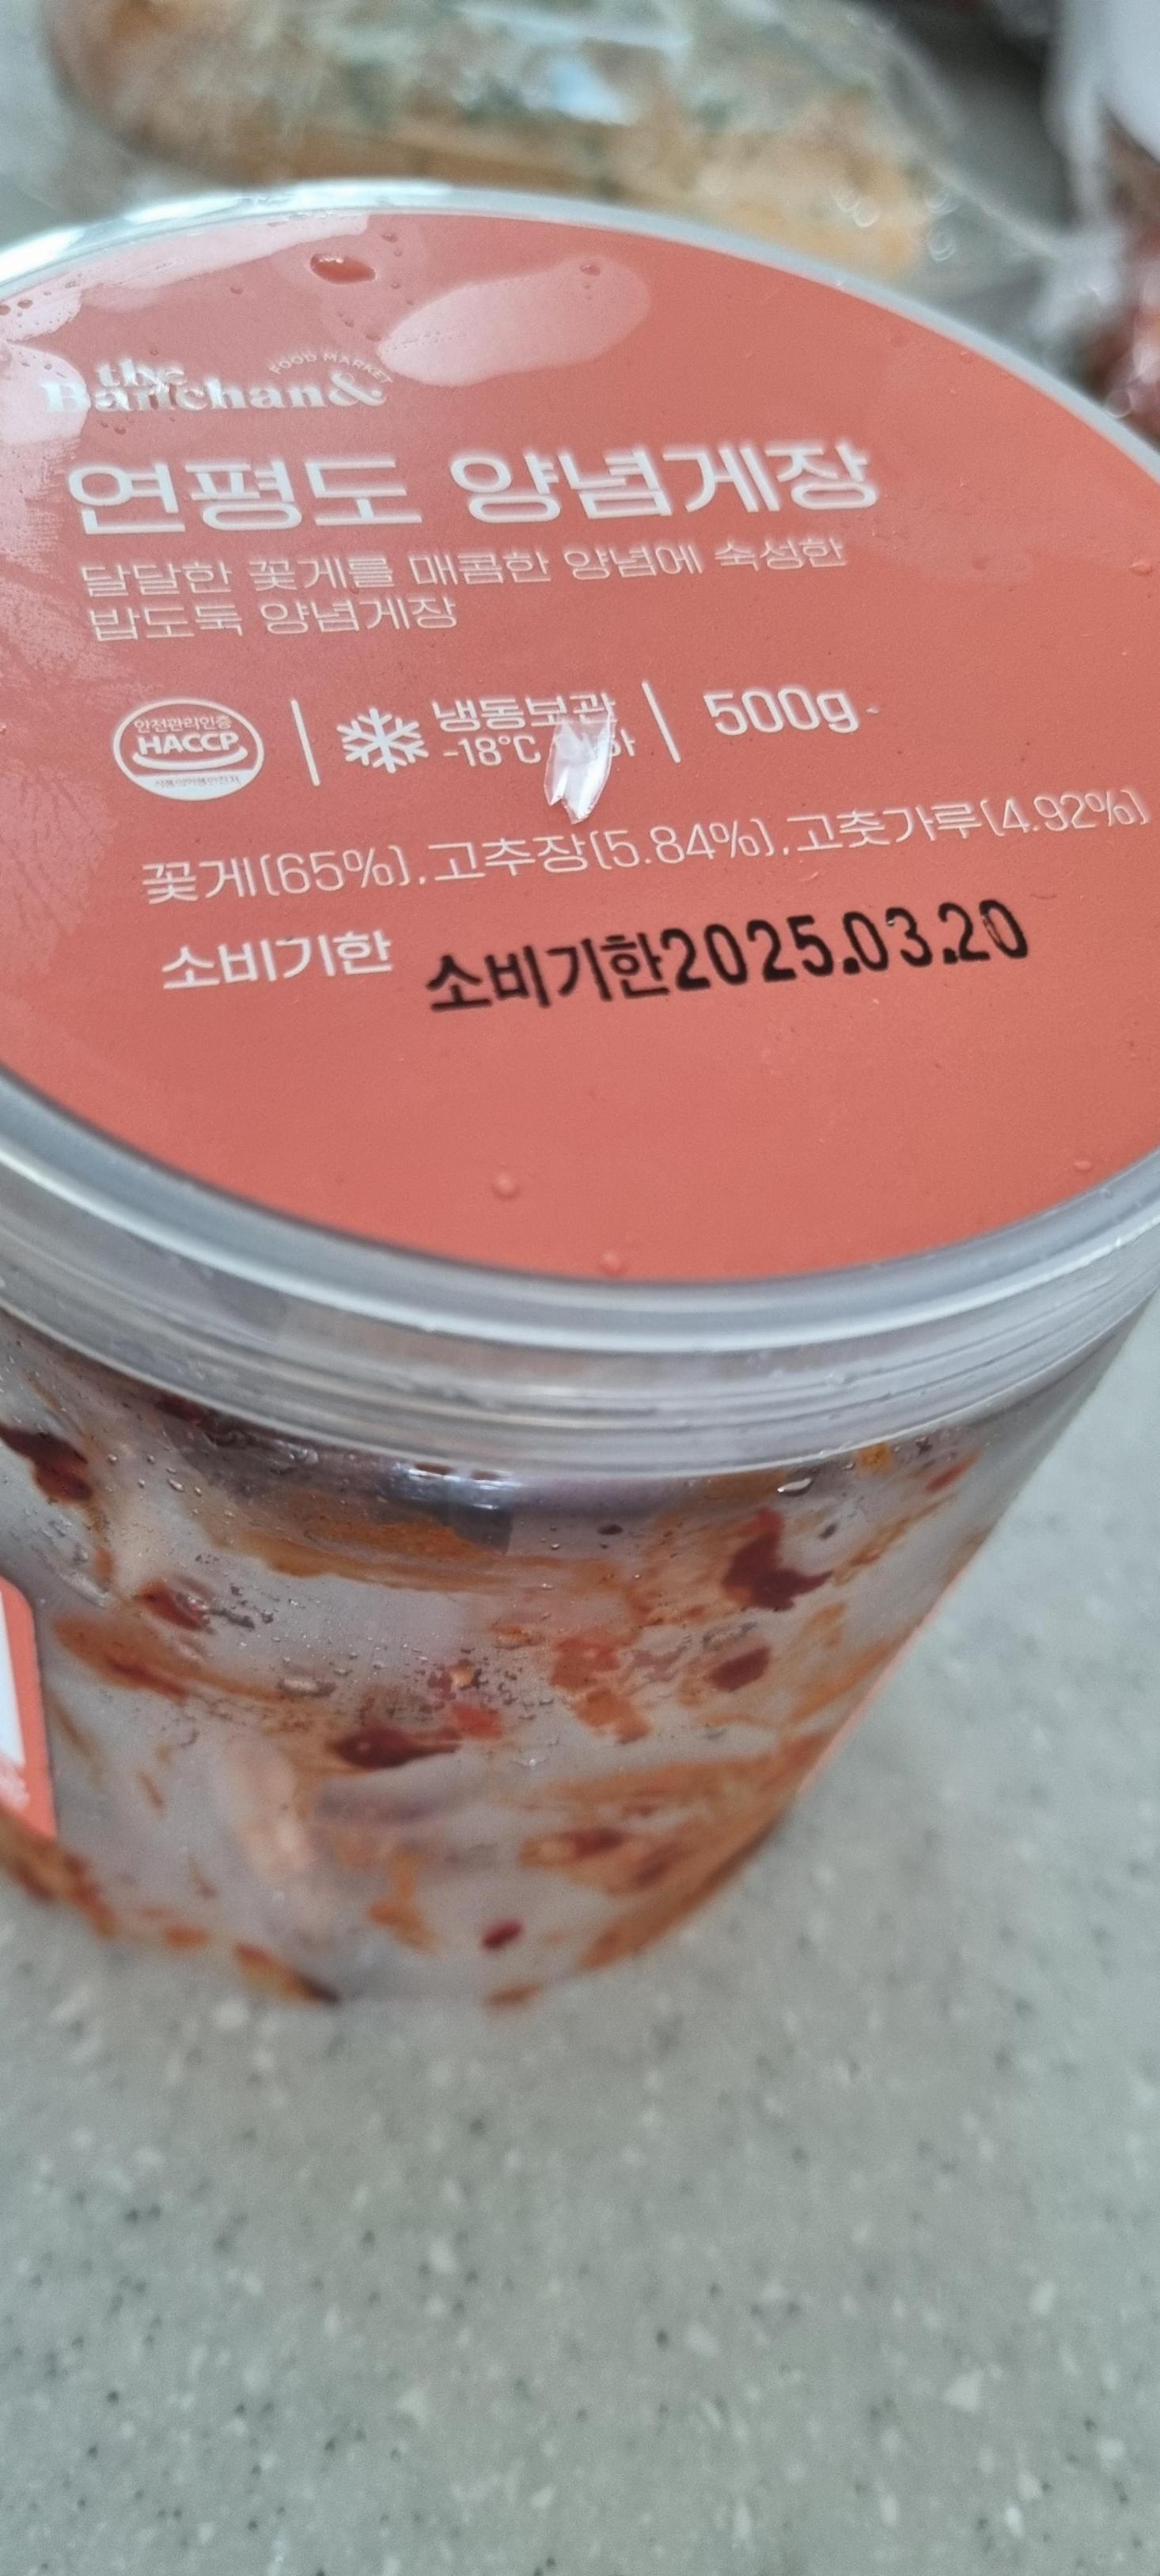 the
FOOD MARKET
Banchan&
연평도 양념게장
달달한 꽃게를 매콤한 양념에 숙성한
밥도둑 양념게장
안전관리인증
HACCP
냉동보관
-18℃
500g
꽃게(65%),고추장(5.84%),고춧가루(4.92%)
소비기한 소비기한2025.03.20